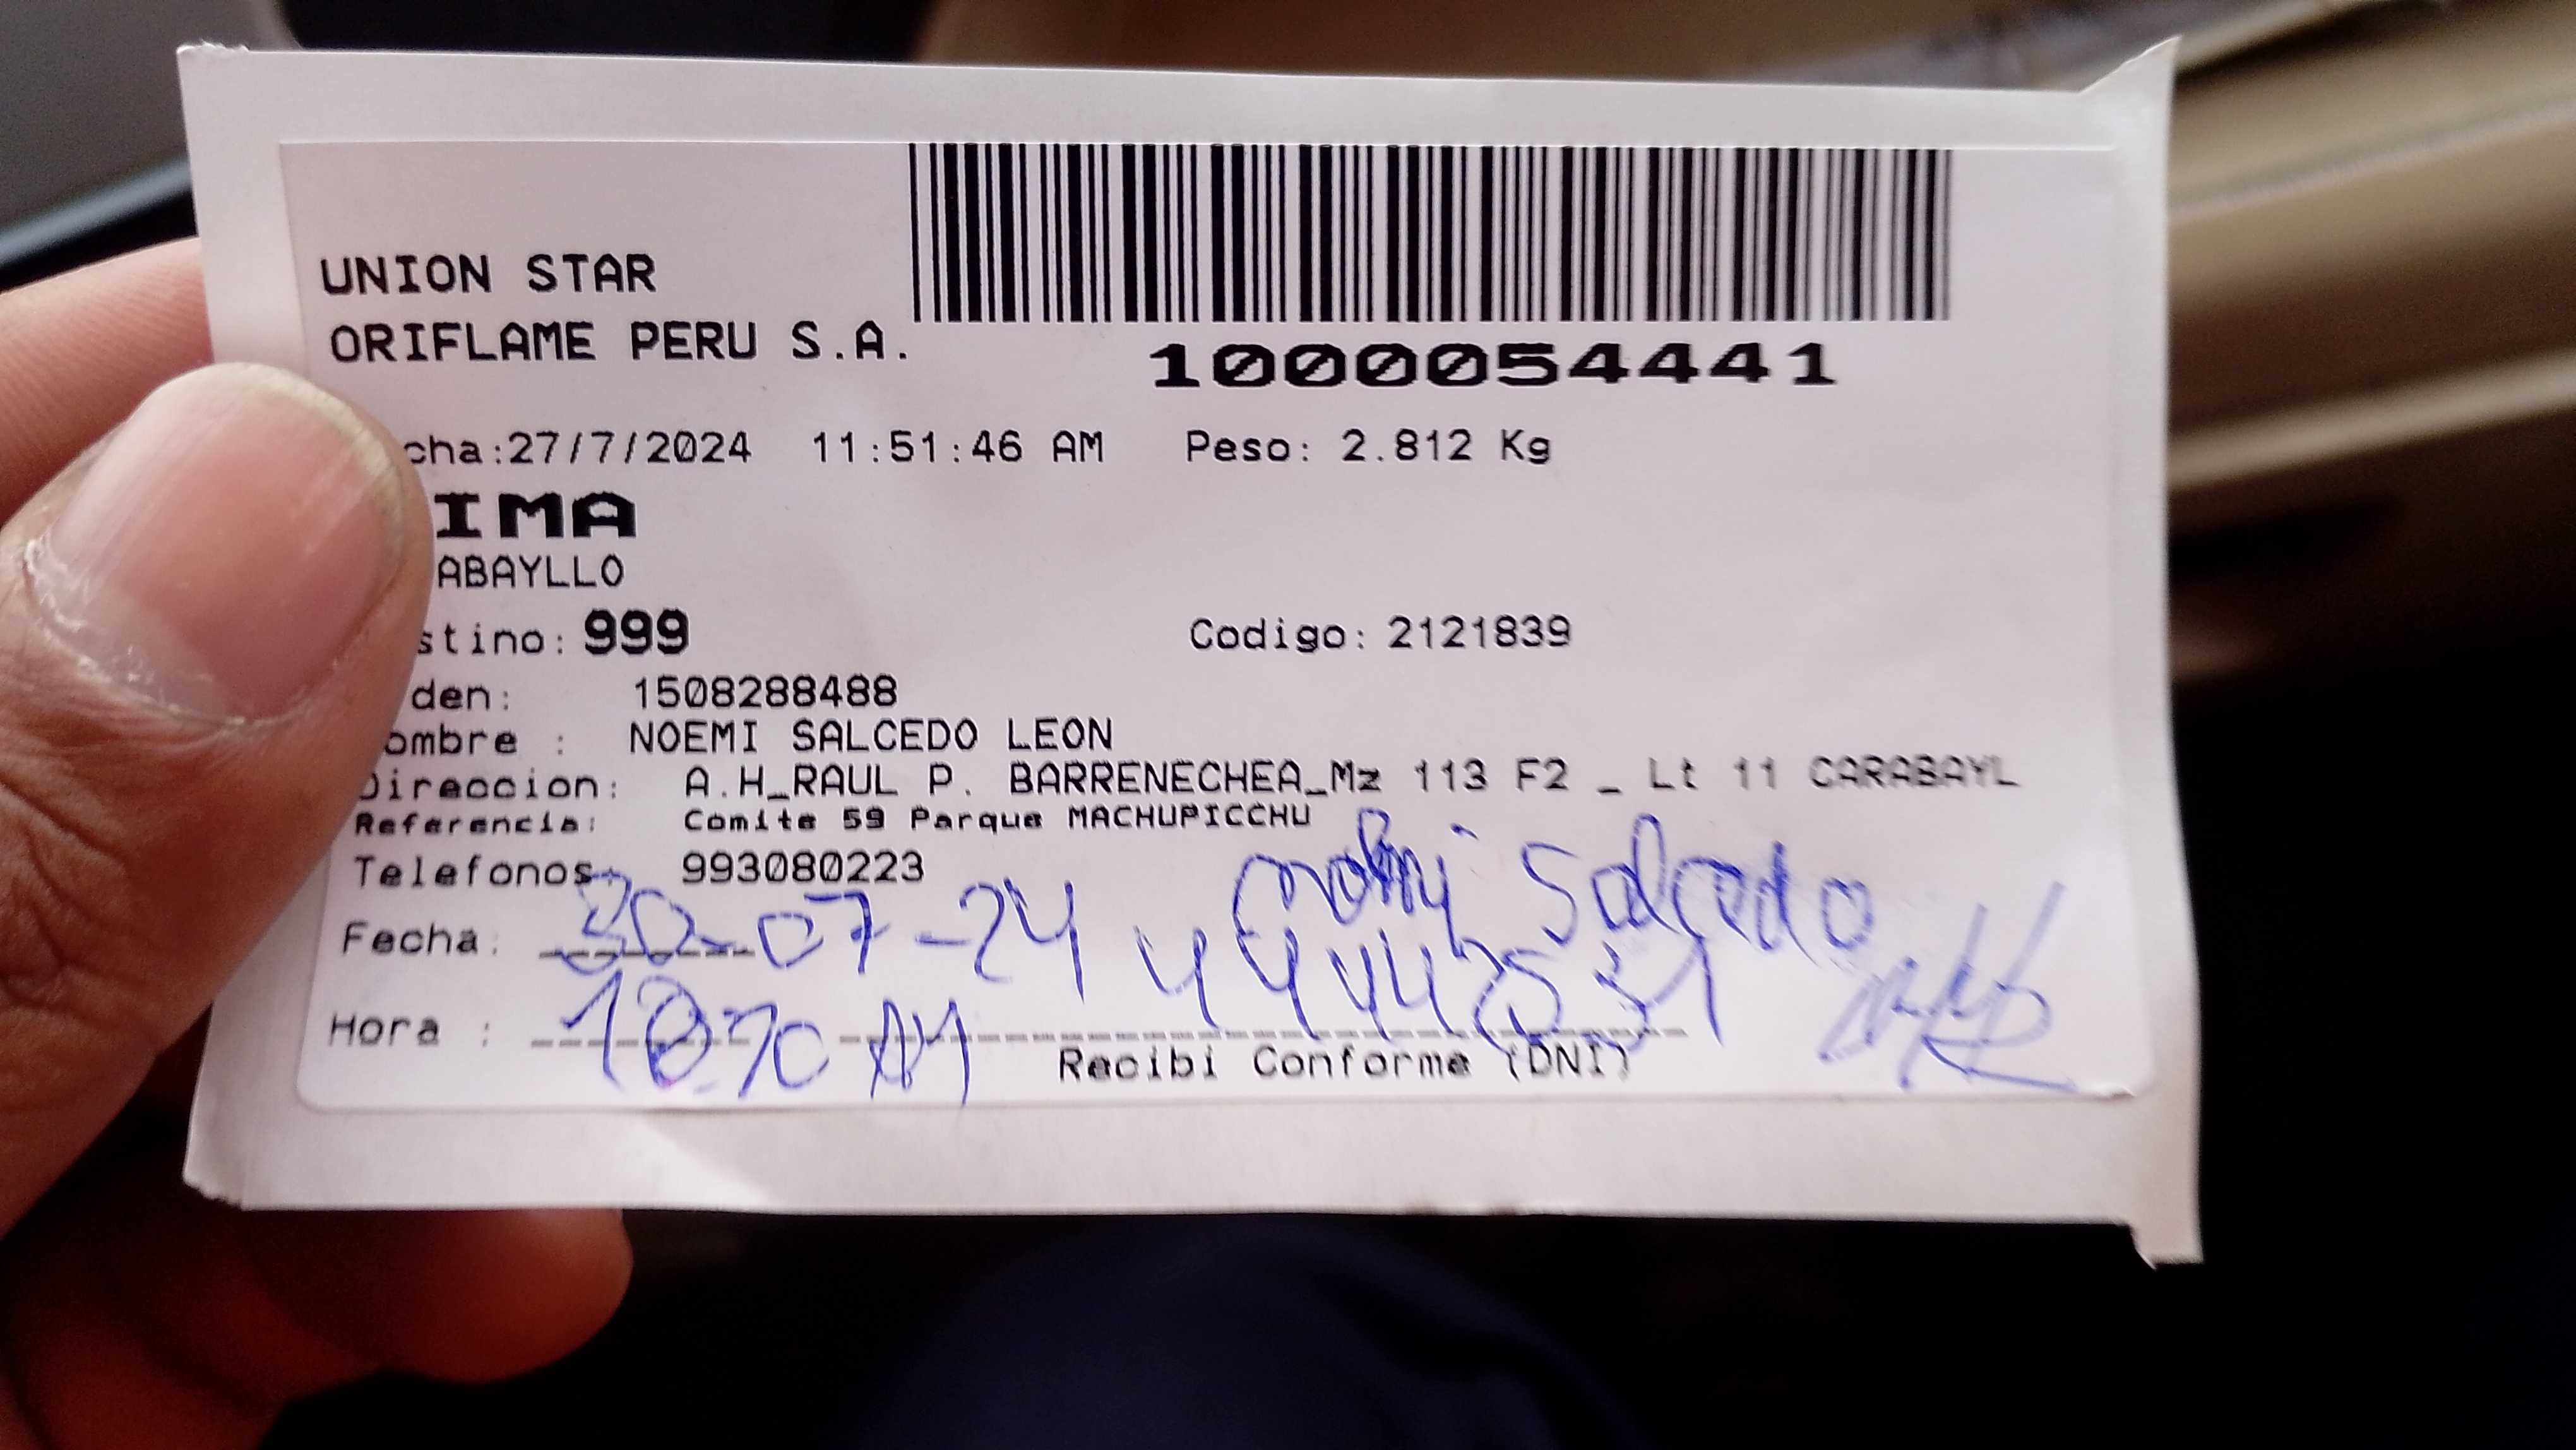 UNION STAR
ORIFLAME PERU S.A.
1000054441
cha:27/7/2024 11:51:46 AM Peso: 2.812 Kg
IMA
ABAYLLO
stino: 999 Codigo: 2121839
den: 1508288488
ombre : NOEMI SALCEDO LEON
Direccion: A.H_RAUL P. BARRENECHEA_Mz 113 F2 _ Lt 11 CARABAYL
Referencia: Comite 59 Parque MACHUPICCHU
Telefonos: 993080223
Salcedo
Fecha: 30-07-24
Hora : AM
Recibi Conforme (DNI)